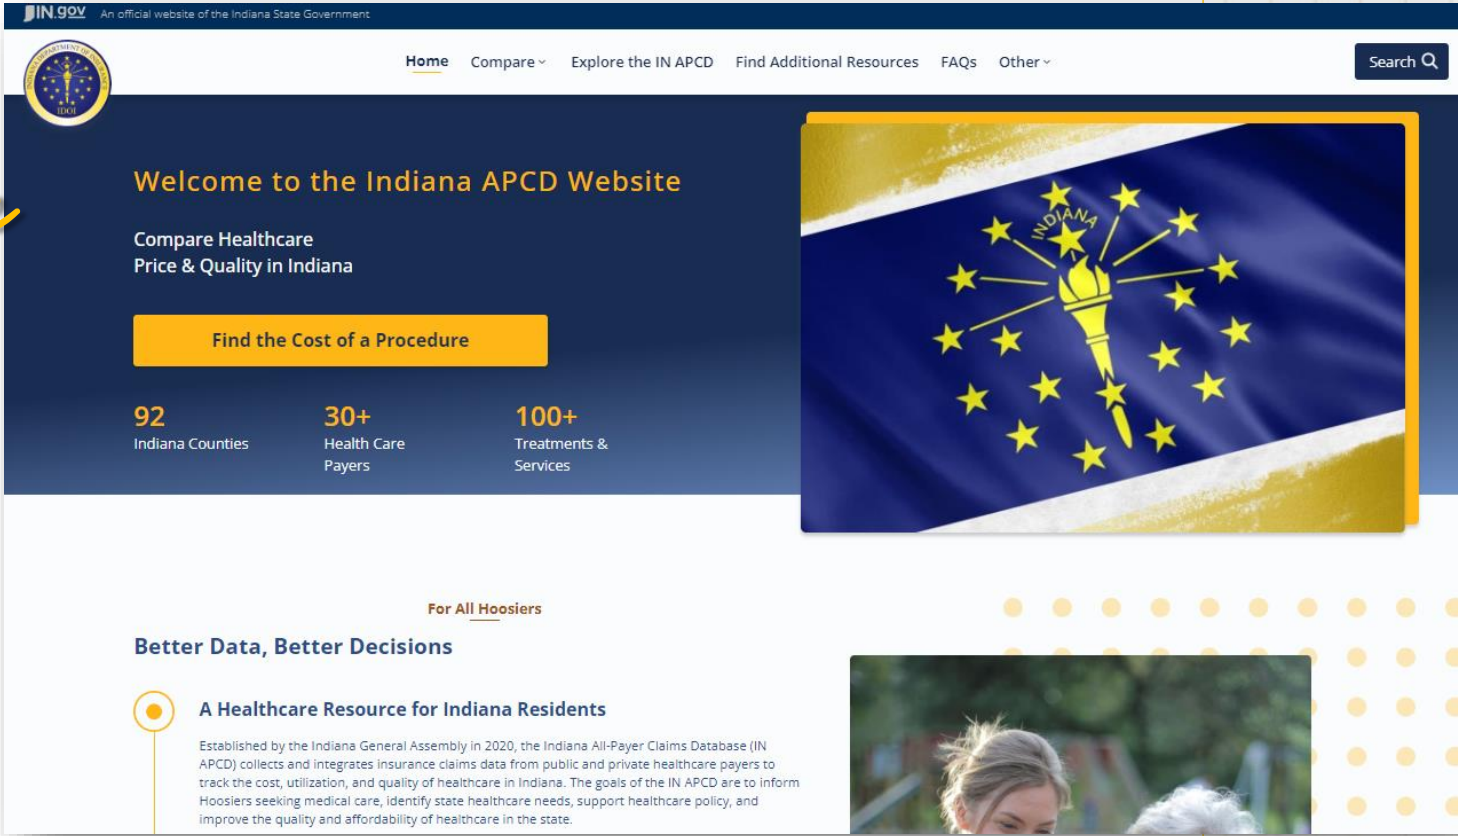 IN.gov An official website of the Indiana State Government
INDIANA DEPARTMENT OF INSURANCE
IDOI
Home Compare Explore the IN APCD Find Additional Resources FAQs Other Search
Welcome to the Indiana APCD Website
Compare Healthcare
Price & Quality in Indiana
Find the Cost of a Procedure
INDIANA
92 30+ 100+
Indiana Counties Health Care Treatments &
Payers Services
For All Hoosiers
Better Data, Better Decisions
A Healthcare Resource for Indiana Residents
Established by the Indiana General Assembly in 2020, the Indiana All-Payer Claims Database (IN
APCD) collects and integrates insurance claims data from public and private healthcare payers to
track the cost, utilization, and quality of healthcare in Indiana. The goals of the IN APCD are to inform
Hoosiers seeking medical care, identify state healthcare needs, support healthcare policy, and
improve the quality and affordability of healthcare in the state.